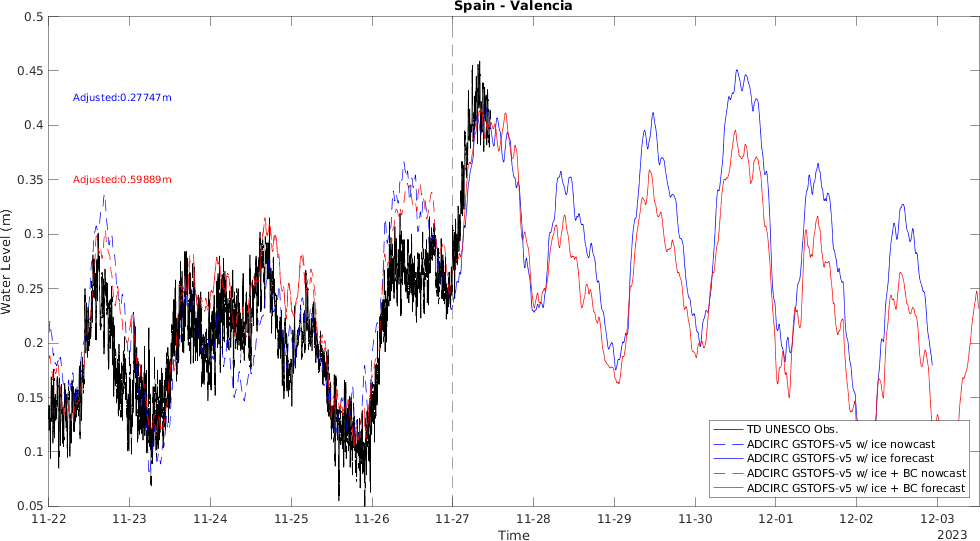 Spain - Valencia
Water Level (m)
0.5
0.45
0.4
0.35
0.3
0.25
0.2
0.15
0.1
0.05
Adjusted:0.27747m
Adjusted:0.59889m
TD UNESCO Obs.
ADCIRC GSTOFS-v5 w/ ice nowcast
ADCIRC GSTOFS-v5 w/ ice forecast
ADCIRC GSTOFS-v5 w/ ice + BC nowcast
ADCIRC GSTOFS-v5 w/ ice + BC forecast
11-22 11-23 11-24 11-25 11-26 11-27 11-28 11-29 11-30 12-01 12-02 12-03
Time
2023